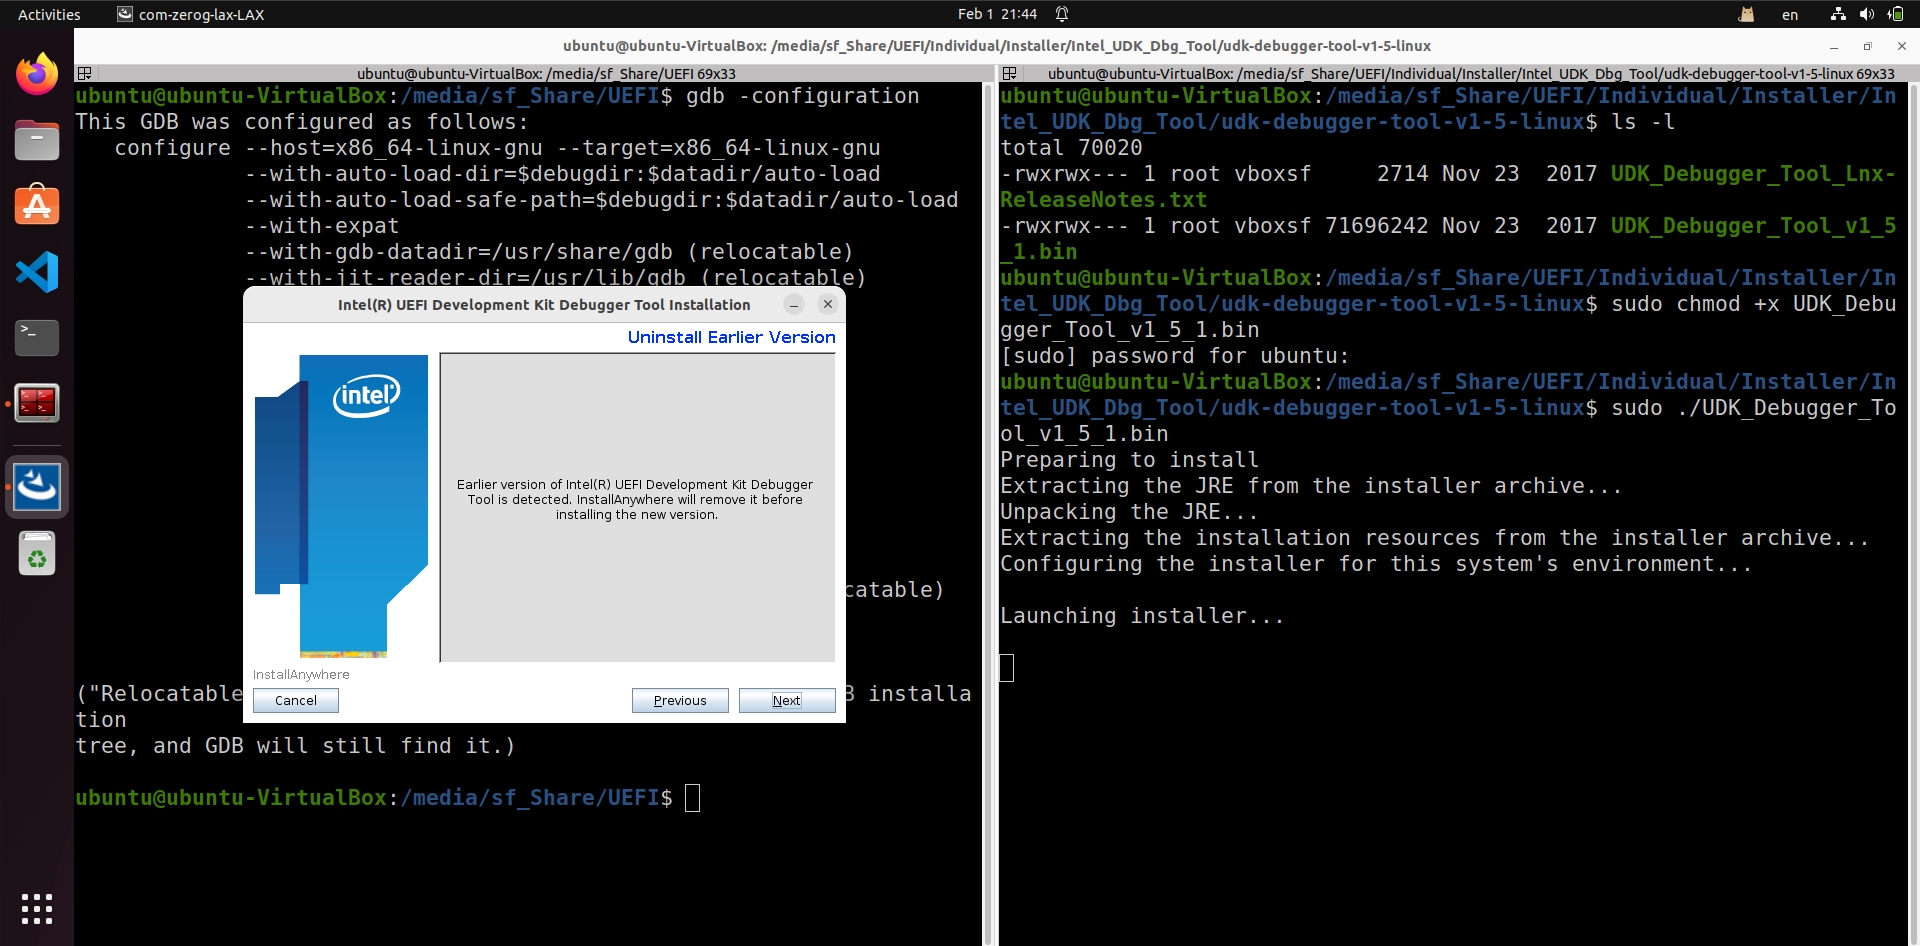 Activities
com-zerog-lax-LAX
Feb 1 21:44
en
ubuntu@ubuntu-VirtualBox: /media/sf_Share/UEFI/Individual/Installer/Intel_UDK_Dbg_Tool/udk-debugger-tool-v1-5-linux
ubuntu@ubuntu-VirtualBox: /media/sf_Share/UEFI 69x33
ubuntu@ubuntu-VirtualBox:/media/sf_Share/UEFI$ gdb -configuration
This GDB was configured as follows:
configure --host=x86_64-linux-gnu --target=x86_64-linux-gnu
--with-auto-load-dir=$debugdir:$datadir/auto-load
--with-auto-load-safe-path=$debugdir:$datadir/auto-load
--with-expat
--with-gdb-datadir=/usr/share/gdb (relocatable)
--with-jit-reader-dir=/usr/lib/gdb (relocatable)
catable)
("Relocatable
B installa
tion
tree, and GDB will still find it.)
ubuntu@ubuntu-VirtualBox:/media/sf_Share/UEFI$
Intel(R) UEFI Development Kit Debugger Tool Installation
Uninstall Earlier Version
intel
Earlier version of Intel(R) UEFI Development Kit Debugger
Tool is detected. InstallAnywhere will remove it before
installing the new version.
InstallAnywhere
Cancel
Previous
Next
ubuntu@ubuntu-VirtualBox: /media/sf_Share/UEFI/Individual/Installer/Intel_UDK_Dbg_Tool/udk-debugger-tool-v1-5-linux 69x33
ubuntu@ubuntu-VirtualBox:/media/sf_Share/UEFI/Individual/Installer/In
tel_UDK_Dbg_Tool/udk-debugger-tool-v1-5-linux$ ls -l
total 70020
-rwxrwx--- 1 root vboxsf     2714 Nov 23  2017 UDK_Debugger_Tool_Lnx-
ReleaseNotes.txt
-rwxrwx--- 1 root vboxsf 71696242 Nov 23  2017 UDK_Debugger_Tool_v1_5
_1.bin
ubuntu@ubuntu-VirtualBox:/media/sf_Share/UEFI/Individual/Installer/In
tel_UDK_Dbg_Tool/udk-debugger-tool-v1-5-linux$ sudo chmod +x UDK_Debu
gger_Tool_v1_5_1.bin
[sudo] password for ubuntu:
ubuntu@ubuntu-VirtualBox:/media/sf_Share/UEFI/Individual/Installer/In
tel_UDK_Dbg_Tool/udk-debugger-tool-v1-5-linux$ sudo ./UDK_Debugger_To
ol_v1_5_1.bin
Preparing to install
Extracting the JRE from the installer archive...
Unpacking the JRE...
Extracting the installation resources from the installer archive...
Configuring the installer for this system's environment...
Launching installer...